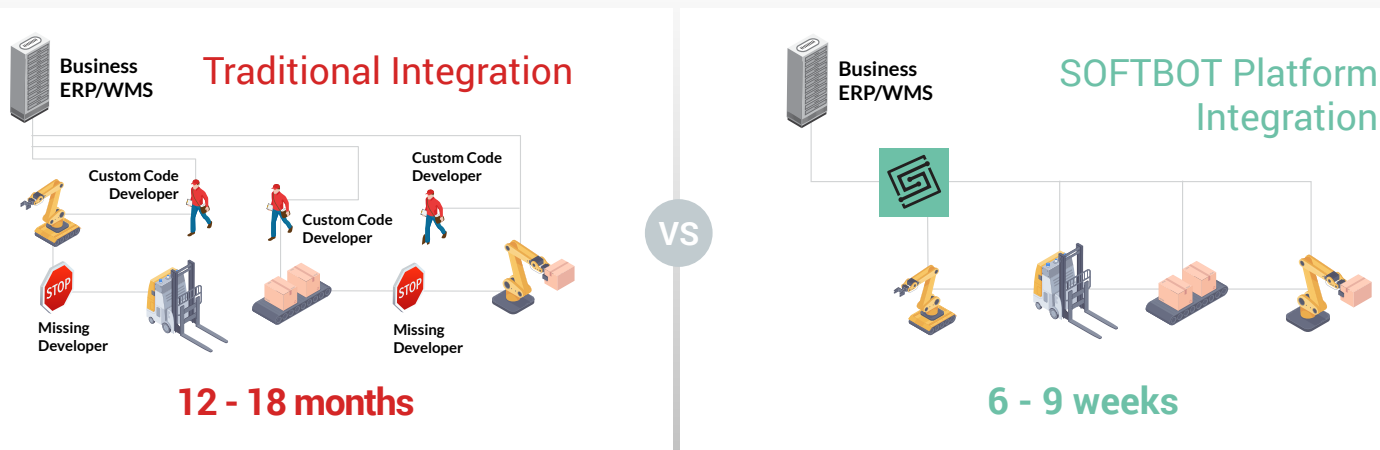 Business
ERP/WMS
Traditional Integration
Custom Code
Developer
Custom Code
Developer
Custom Code
Developer
STOP
Missing
Developer
STOP
Missing
Developer
12 - 18 months
VS
Business
ERP/WMS
SOFTBOT Platform
Integration
6 - 9 weeks